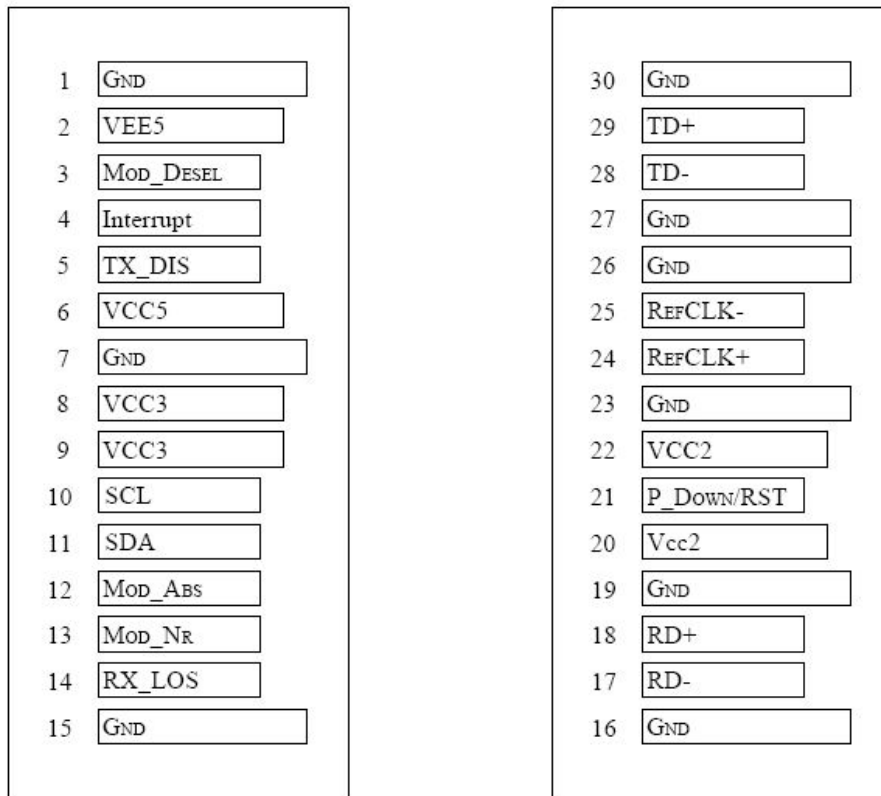 1 GND
2 VEE5
3 MOD_DESEL
4 Interrupt
5 TX_DIS
6 VCC5
7 GND
8 VCC3
9 VCC3
10 SCL
11 SDA
12 MOD_ABS
13 MOD_NR
14 RX_LOS
15 GND
30 GND
29 TD+
28 TD-
27 GND
26 GND
25 REFCLK-
24 REFCLK+
23 GND
22 VCC2
21 P_DOWN/RST
20 Vcc2
19 GND
18 RD+
17 RD-
16 GND